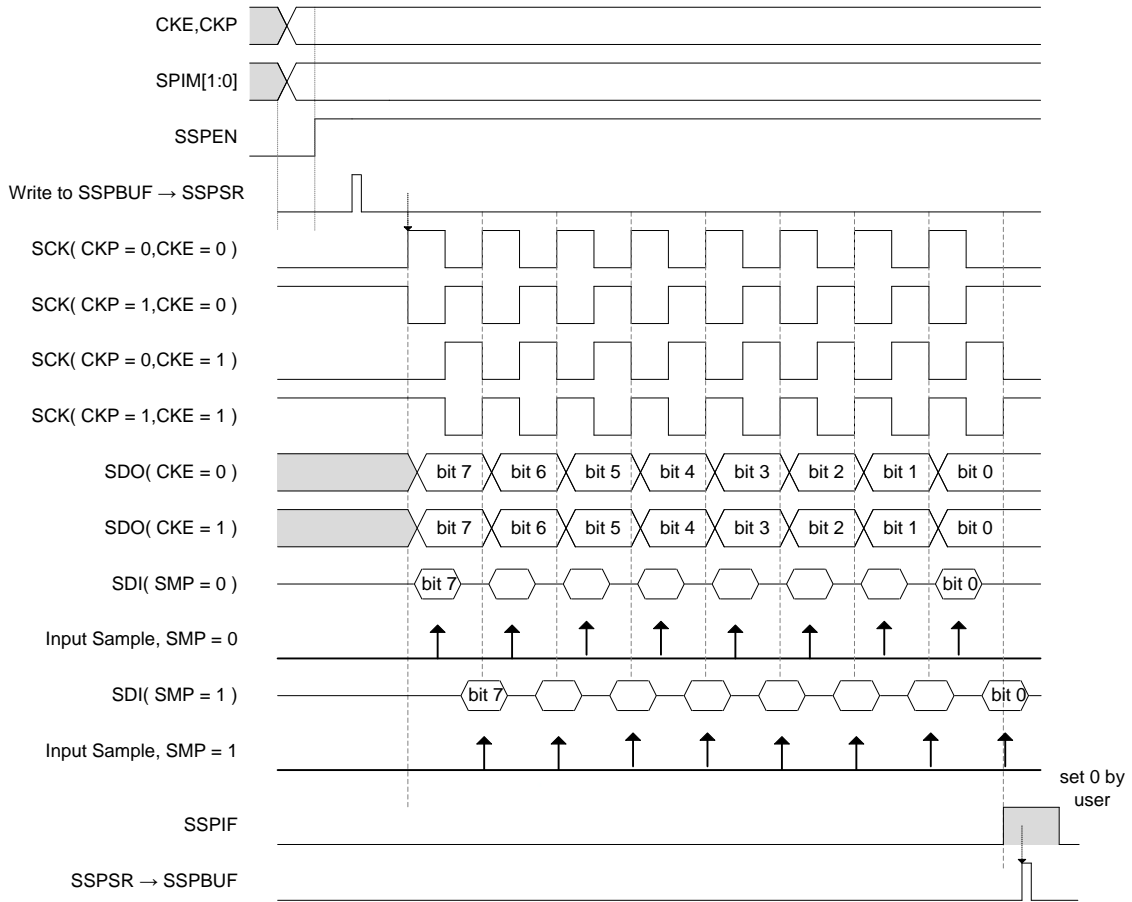 CKE,CKP
SPIM[1:0]
SSPEN
Write to SSPBUF → SSPSR
SCK( CKP = 0,CKE = 0 )
SCK( CKP = 1,CKE = 0 )
SCK( CKP = 0,CKE = 1 )
SCK( CKP = 1,CKE = 1 )
SDO( CKE = 0) bit 7 bit 6 bit 5 bit 4 bit 3 bit 2 bit 1 bit 0
SDO( CKE = 1) bit 7 bit 6 bit 5 bit 4 bit 3 bit 2 bit 1 bit 0
SDI( SMP = 0 ) bit 7 bit 0
Input Sample, SMP = 0
SDI( SMP = 1 ) bit 7 bit 0
Input Sample, SMP = 1
set 0 by
user
SSPIF
SSPSR → SSPBUF